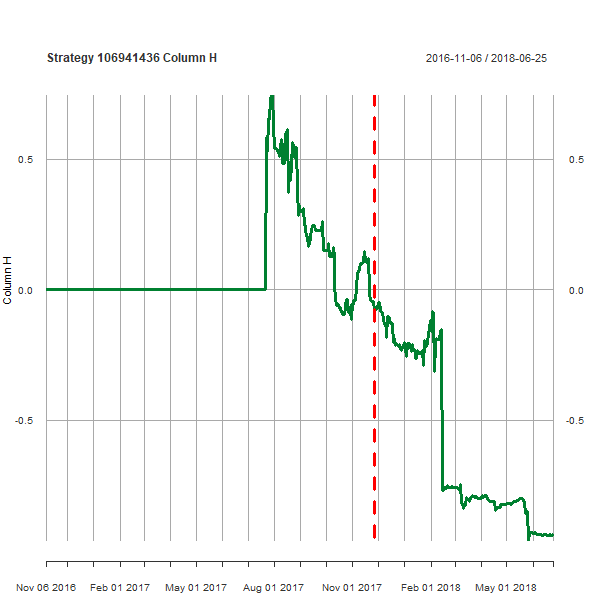 Strategy 106941436 Column H
2016-11-06 / 2018-06-25
Column H
0.5
0.5
0.0
0.0
-0.5
-0.5
Nov 06 2016
Feb 01 2017
May 01 2017
Aug 01 2017
Nov 01 2017
Feb 01 2018
May 01 2018